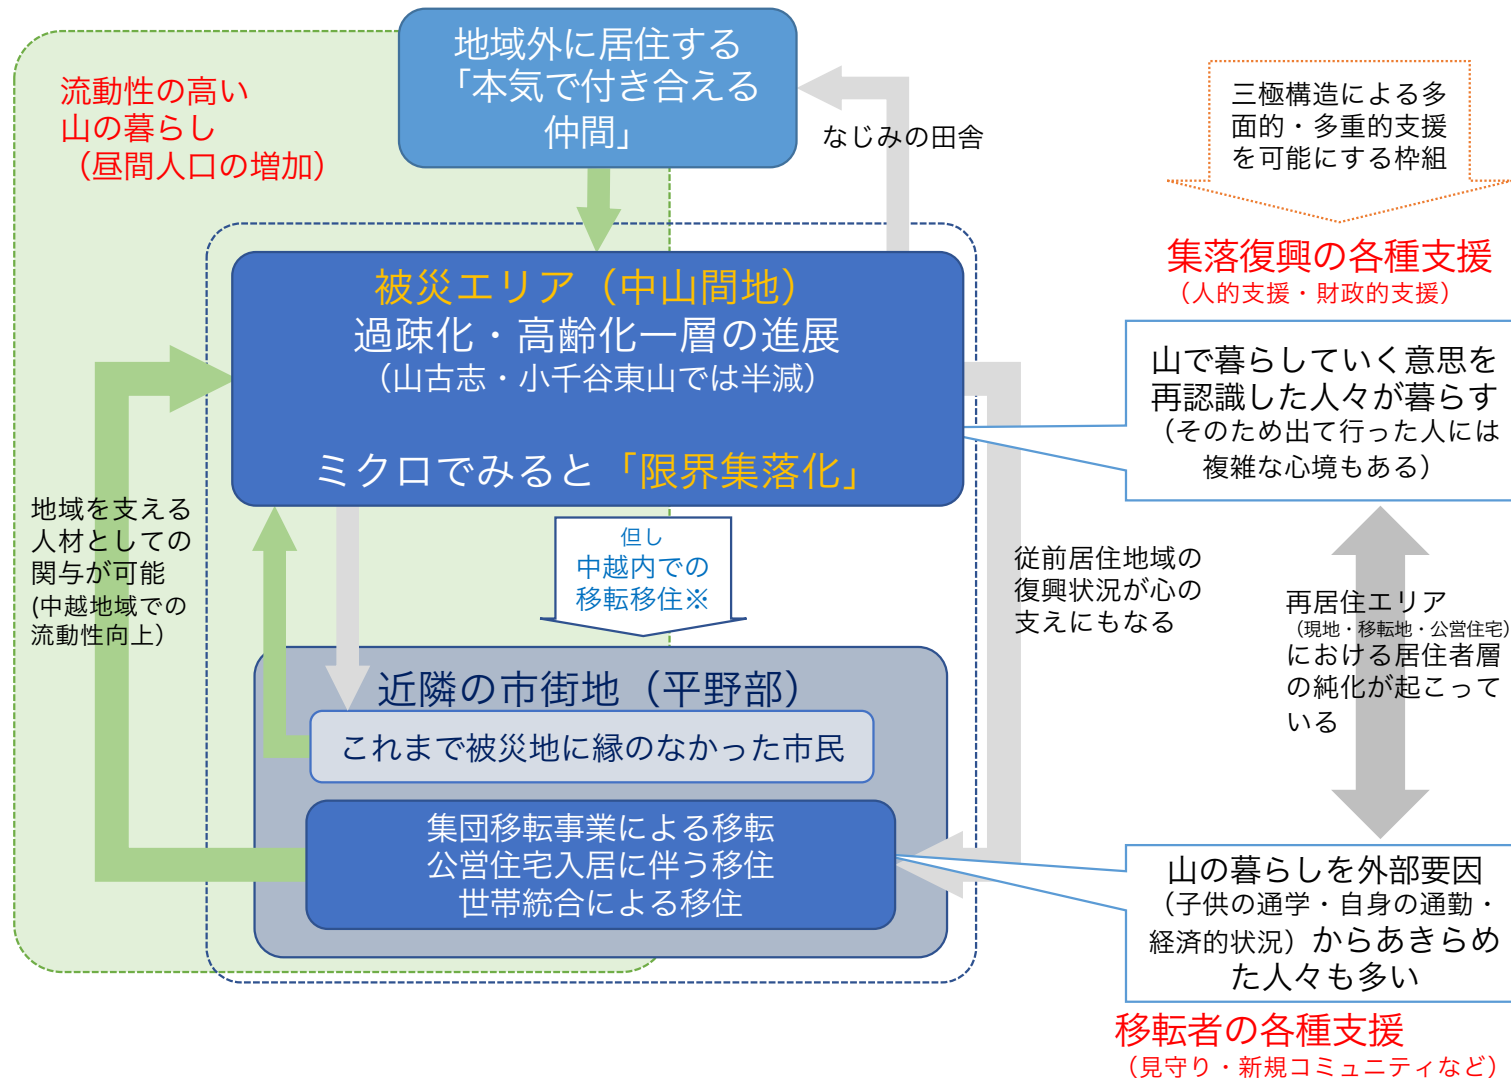 地域外に居住する
「本気で付き合える
仲間」
流動性の高い
山の暮らし
（昼間人口の増加）
なじみの田舎
三極構造による多
面的・多重的支援
を可能にする枠組
集落復興の各種支援
（人的支援・財政的支援）
被災エリア（中山間地）
過疎化・高齢化一層の進展
（山古志・小千谷東山では半減）
ミクロでみると「限界集落化」
山で暮らしていく意思を
再認識した人々が暮らす
（そのため出て行った人には
複雑な心境もある）
地域を支える
人材としての
関与が可能
(中越地域での
流動性向上）
但し
中越内での
移転移住※
従前居住地域の
復興状況が心の
支えにもなる
再居住エリア
（現地・移転地・公営住宅）
における居住者層
の純化が起こって
いる
近隣の市街地（平野部）
これまで被災地に縁のなかった市民
集団移転事業による移転
公営住宅入居に伴う移住
世帯統合による移住
山の暮らしを外部要因
（子供の通学・自身の通勤・
経済的状況）からあきらめ
た人々も多い
移転者の各種支援
（見守り・新規コミュニティなど）